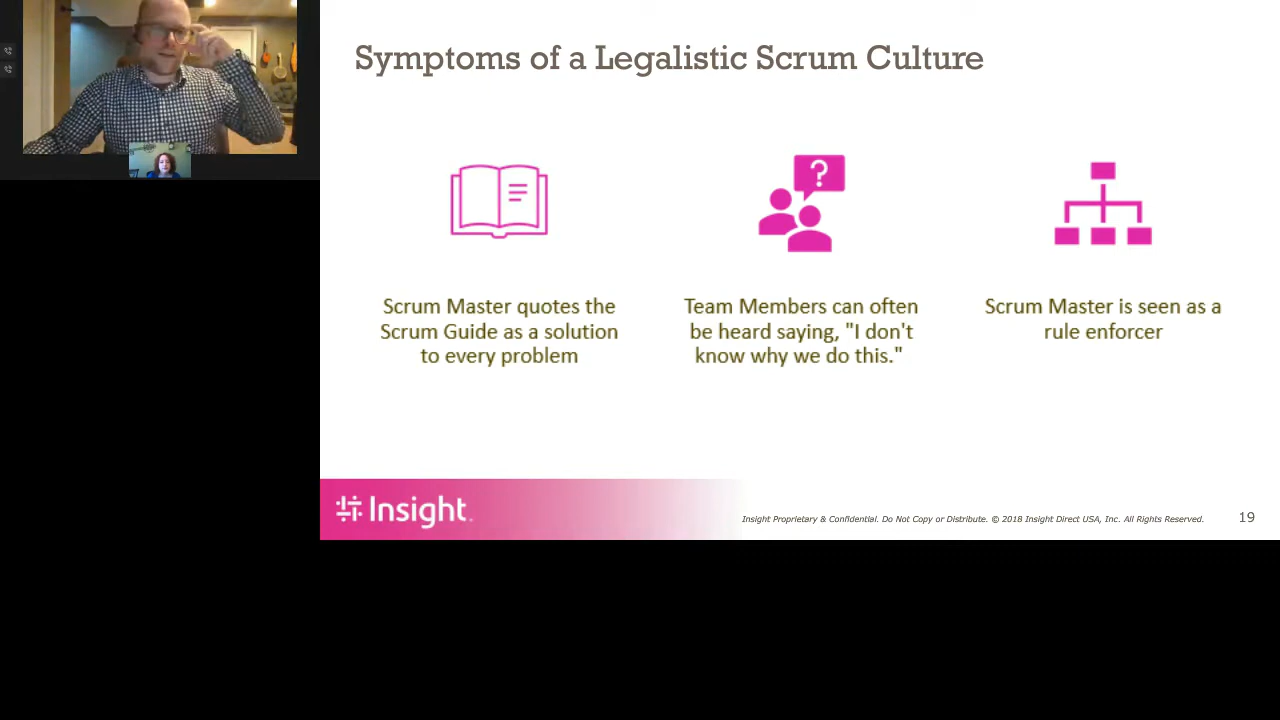 Symptoms of a Legalistic Scrum Culture
?
Scrum Master quotes the
Scrum Guide as a solution
to every problem
Team Members can often
be heard saying, "I don't
know why we do this."
Scrum Master is seen as a
rule enforcer
Insight
Insight Proprietary & Confidential. Do Not Copy or Distribute. © 2018 Insight Direct USA, Inc. All Rights Reserved.
19